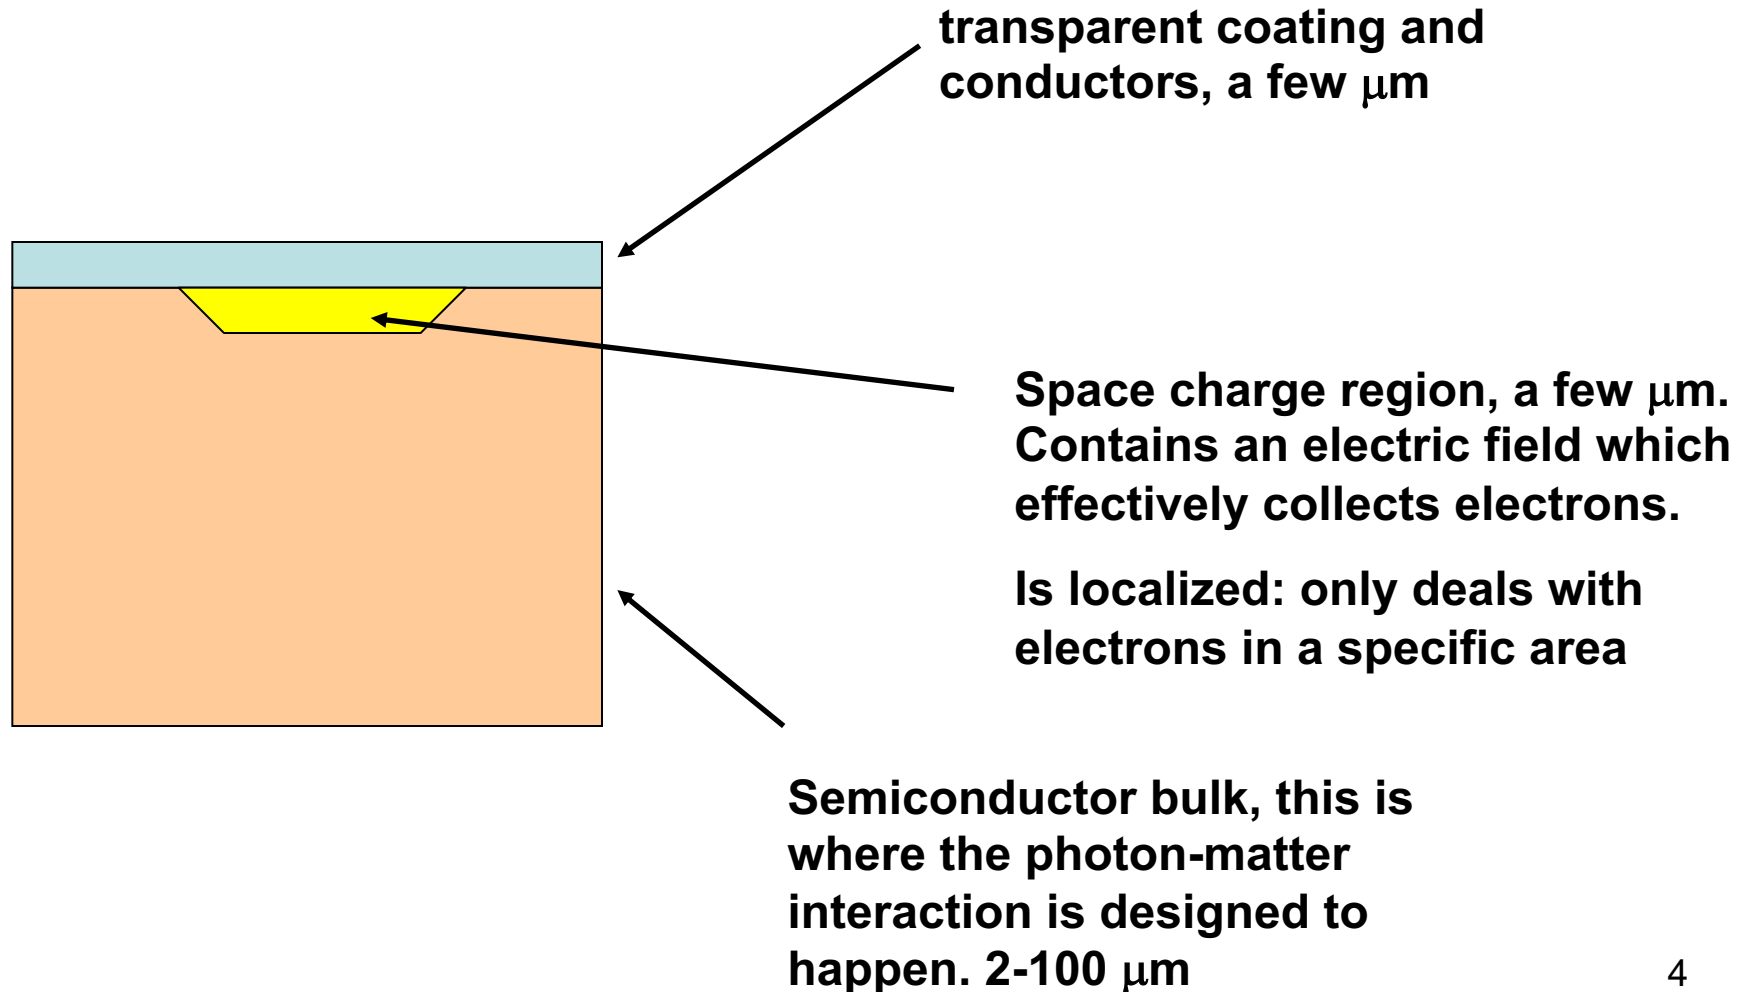 transparent coating and
conductors, a few μm
Space charge region, a few μm.
Contains an electric field which
effectively collects electrons.
Is localized: only deals with
electrons in a specific area
Semiconductor bulk, this is
where the photon-matter
interaction is designed to
happen. 2-100 μm
4